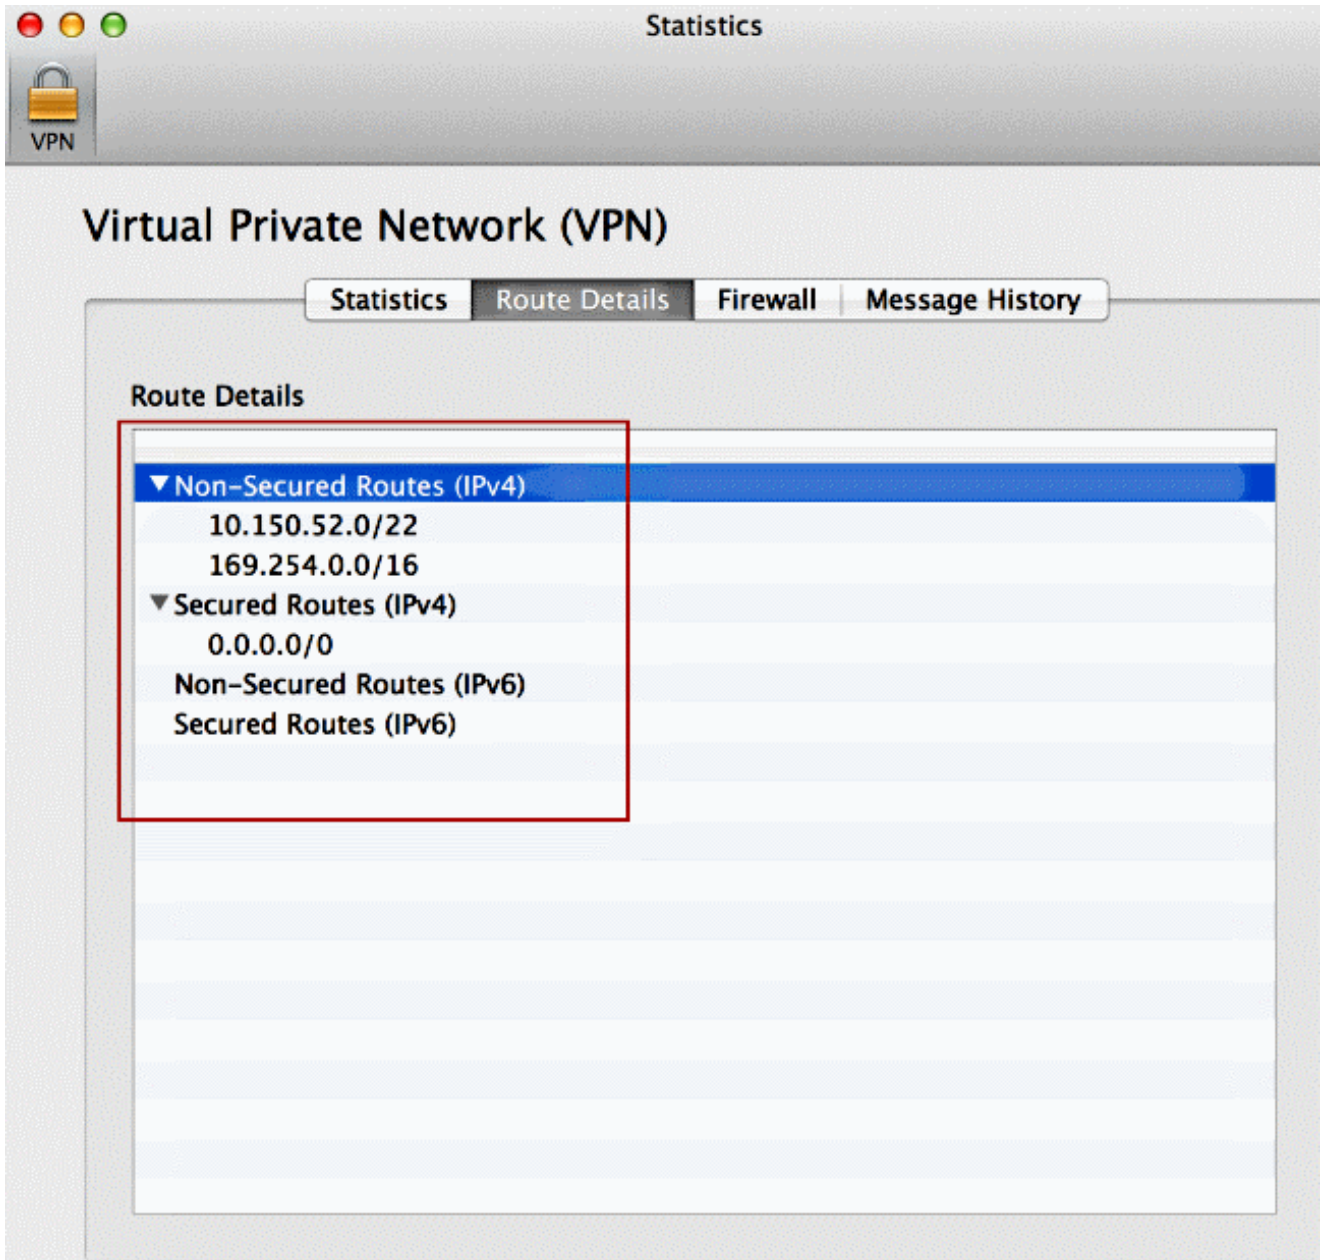 Statistics
VPN
Virtual Private Network (VPN)
Statistics Route Details Firewall Message History
Route Details
Non-Secured Routes (IPv4)
10.150.52.0/22
169.254.0.0/16
Secured Routes (IPv4)
0.0.0.0/0
Non-Secured Routes (IPv6)
Secured Routes (IPv6)